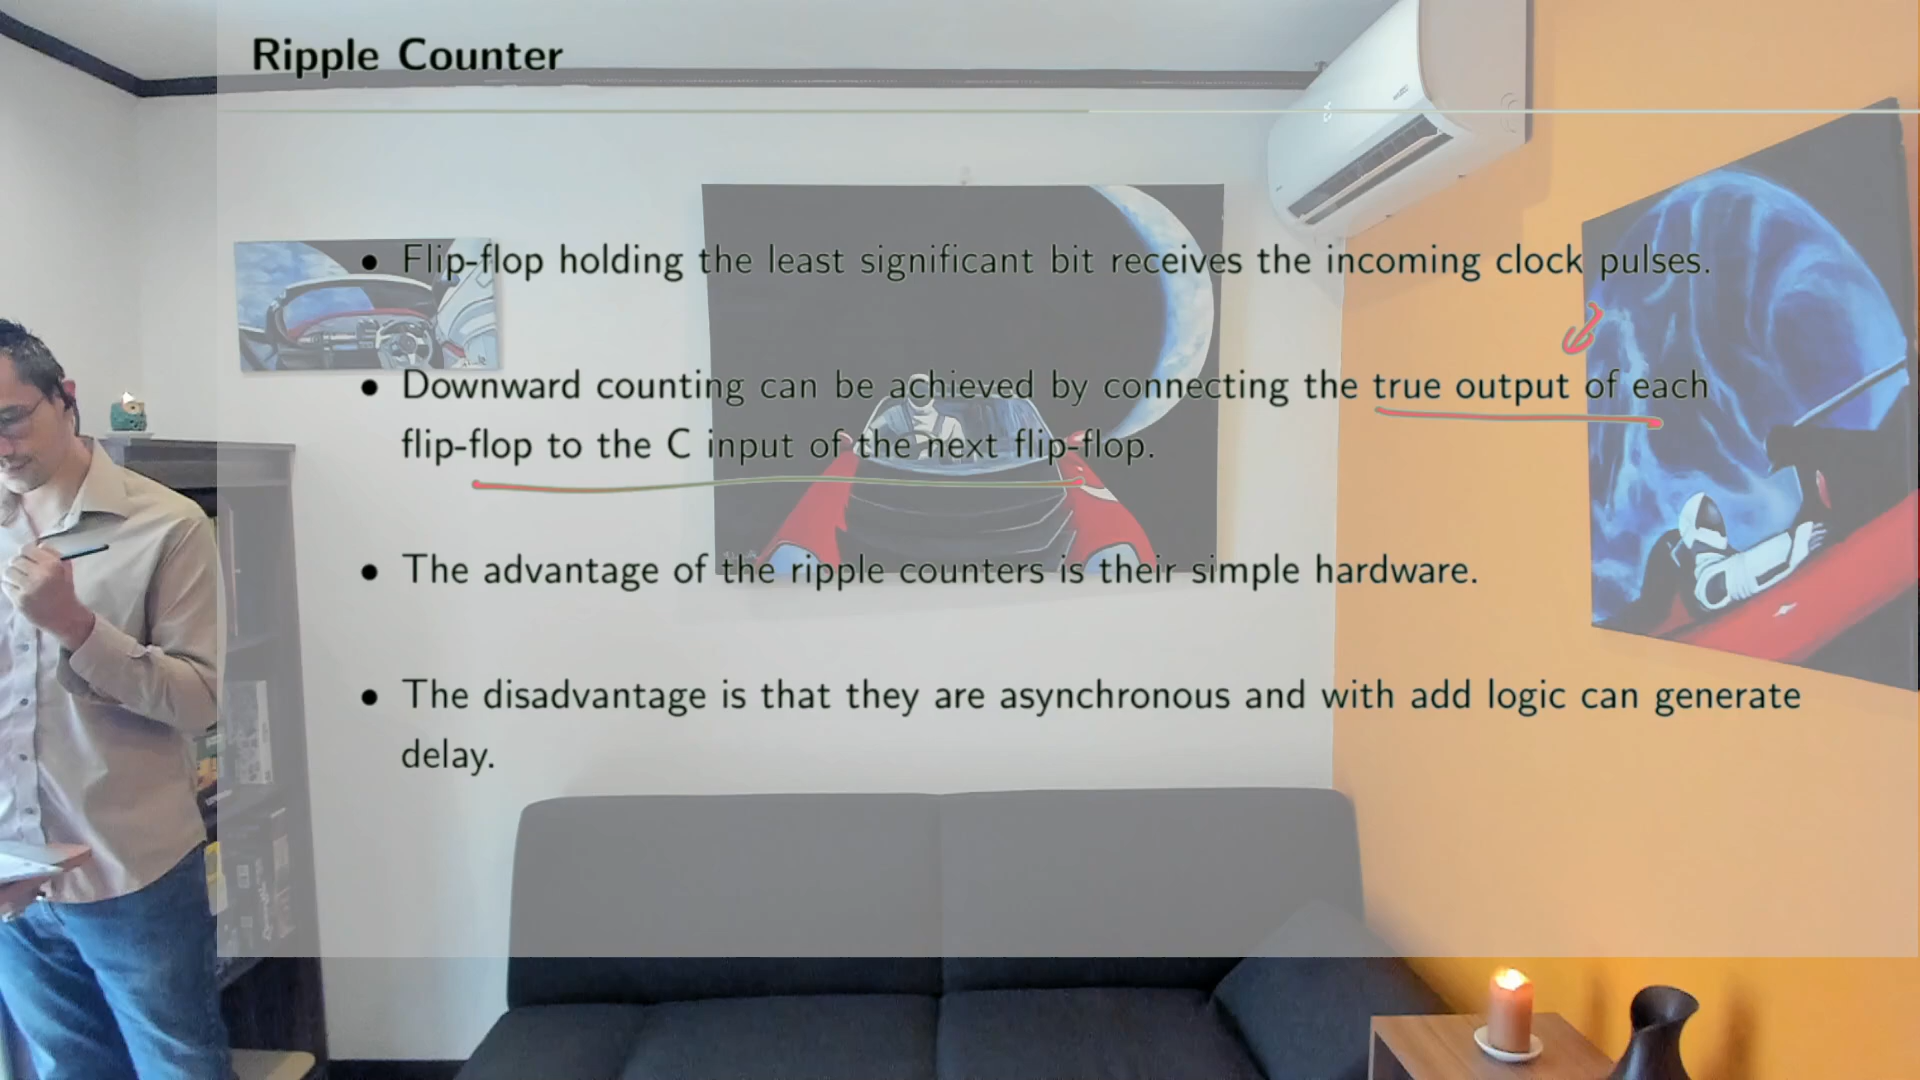 Ripple Counter
• Flip-flop holding the least significant bit receives the incoming clock pulses.
• Downward counting can be achieved by connecting the true output of each
flip-flop to the C input of the next flip-flop.
• The advantage of the ripple counters is their simple hardware.
• The disadvantage is that they are asynchronous and with add logic can generate
delay.